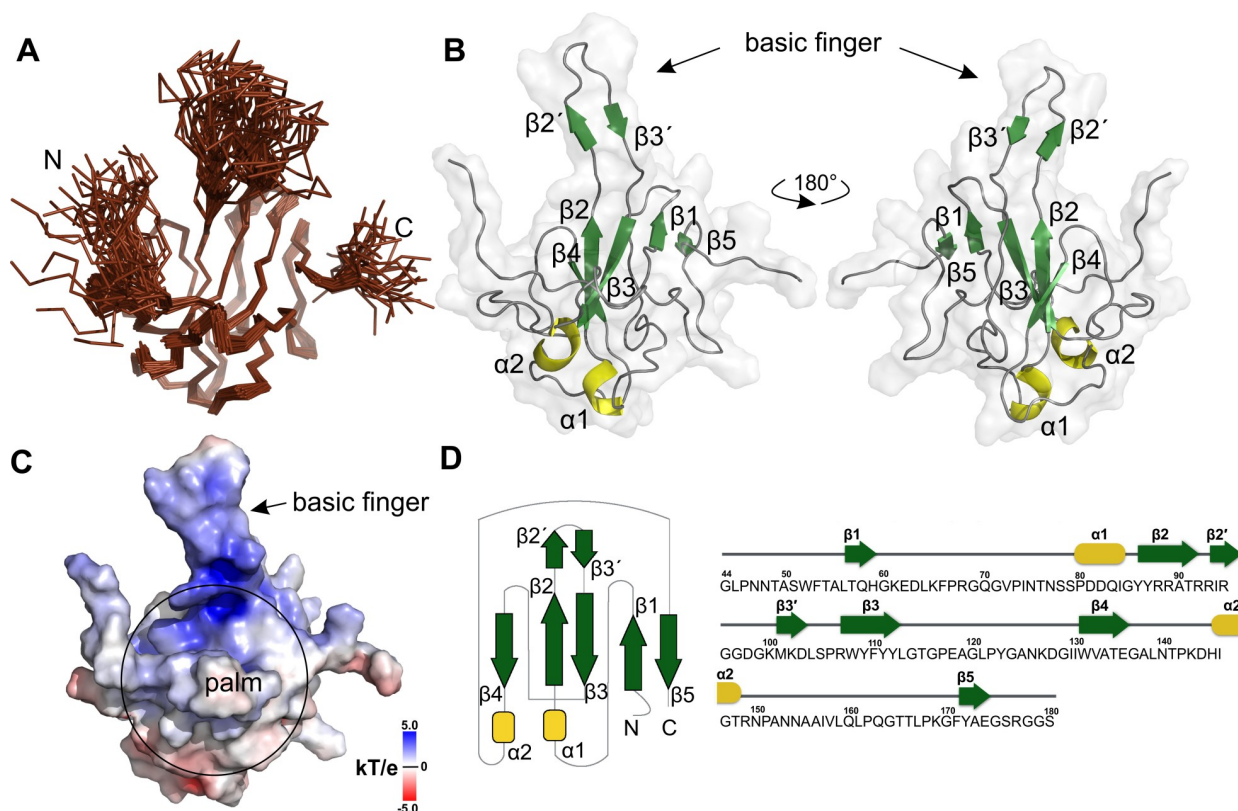 A
N
C
B
basic finger
β2´
β3´
β2
β1
β4
β5
β3
α2
α1
180°
β3´
β2´
β1
β2
β5
β4
β3
α2
α1
C
basic finger
palm
5.0
kT/e
0
-5.0
D
β2´
β3´
β2
β1
β4
β3
β5
N
C
α2
α1
β1
α1
β2
β2'
44 50 60 70 80 90
GLPNNTASWFTALTQHGKEDLKFPRGQGVPINTNSSPDDQIGYYRRATRRIR
β3'
β3
β4
α2
100 110 120 130 140
GGDGKMKDLSPRWYFYYLGTGPEAGLPYGANKDGIIWVATEGALNTPKDHI
α2
β5
150 160 170 180
GTRNPANNAAIVLQLPQGTTLPKGFYAEGSRGGS